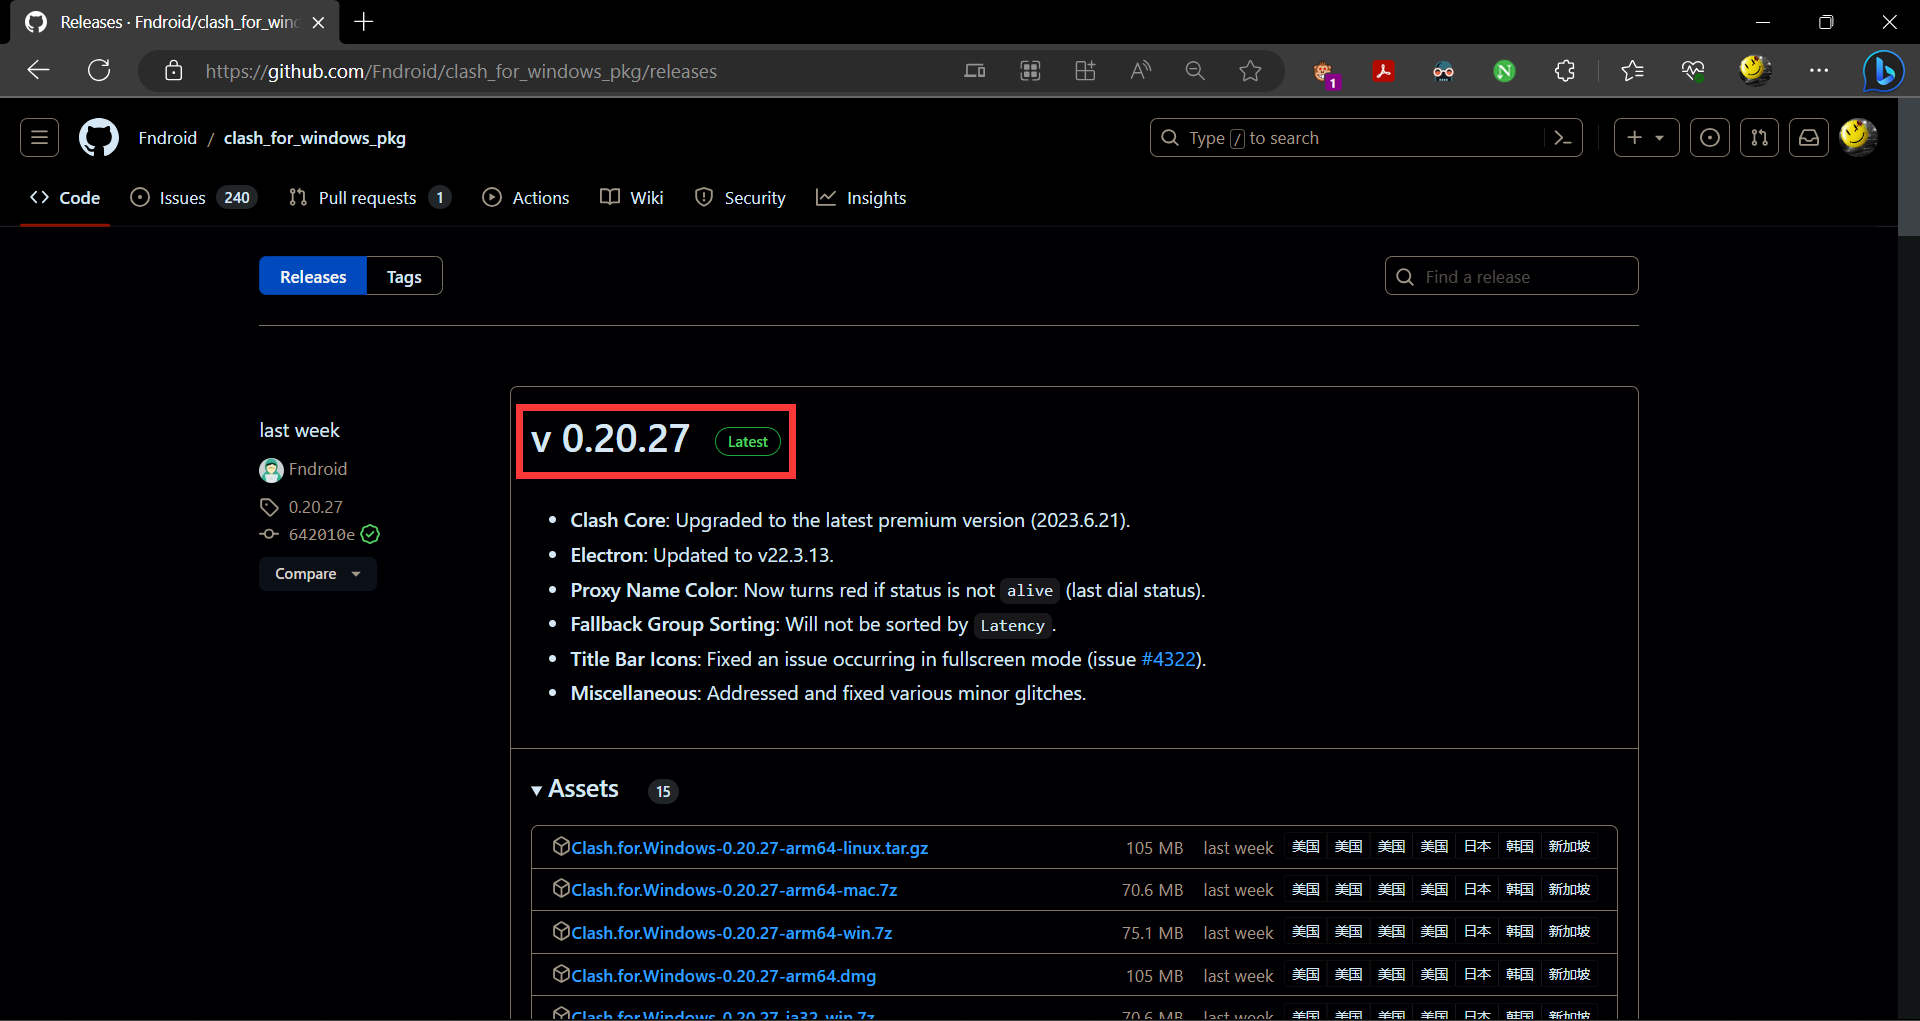 Releases · Fndroid/clash_for_wind
https://github.com/Fndroid/clash_for_windows_pkg/releases
1
Fndroid / clash_for_windows_pkg
Type / to search
Code
Issues 240
Pull requests 1
Actions
Wiki
Security
Insights
Releases
Tags
Find a release
last week
Fndroid
0.20.27
642010e
Compare
v 0.20.27 Latest
Clash Core: Upgraded to the latest premium version (2023.6.21).
Electron: Updated to v22.3.13.
Proxy Name Color: Now turns red if status is not alive (last dial status).
Fallback Group Sorting: Will not be sorted by Latency.
Title Bar Icons: Fixed an issue occurring in fullscreen mode (issue #4322).
Miscellaneous: Addressed and fixed various minor glitches.
Assets 15
Clash.for.Windows-0.20.27-arm64-linux.tar.gz 105 MB last week 美国 美国 美国 美国 日本 韩国 新加坡
Clash.for.Windows-0.20.27-arm64-mac.7z 70.6 MB last week 美国 美国 美国 美国 日本 韩国 新加坡
Clash.for.Windows-0.20.27-arm64-win.7z 75.1 MB last week 美国 美国 美国 美国 日本 韩国 新加坡
Clash.for.Windows-0.20.27-arm64.dmg 105 MB last week 美国 美国 美国 美国 日本 韩国 新加坡
Clash.for.Windows-0.20.27-ia32-win.7z 70.6 MB last week 美国 美国 美国 美国 日本 韩国 新加坡